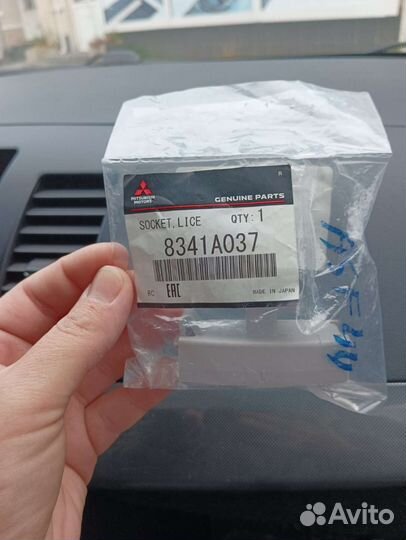 R
MITSUBISHI
MOTORS
GENUINE PARTS
SOCKET, LICE QTY: 1
8341A037
RC EAC MADE IN JAPAN
Avito